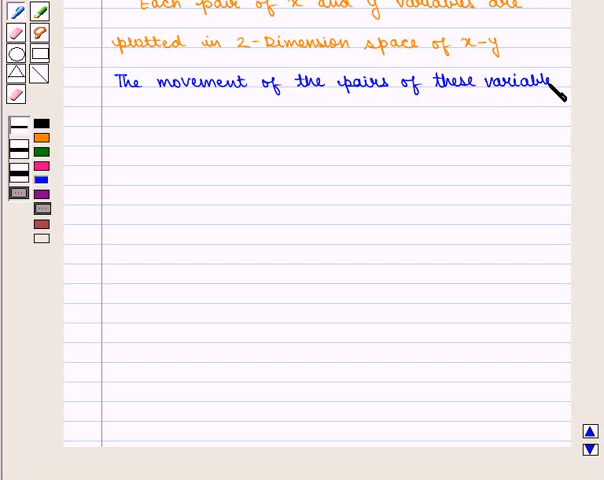 Each pair of x and y variables are
plotted in 2-Dimension space of x-y
The movement of the pairs of these variable